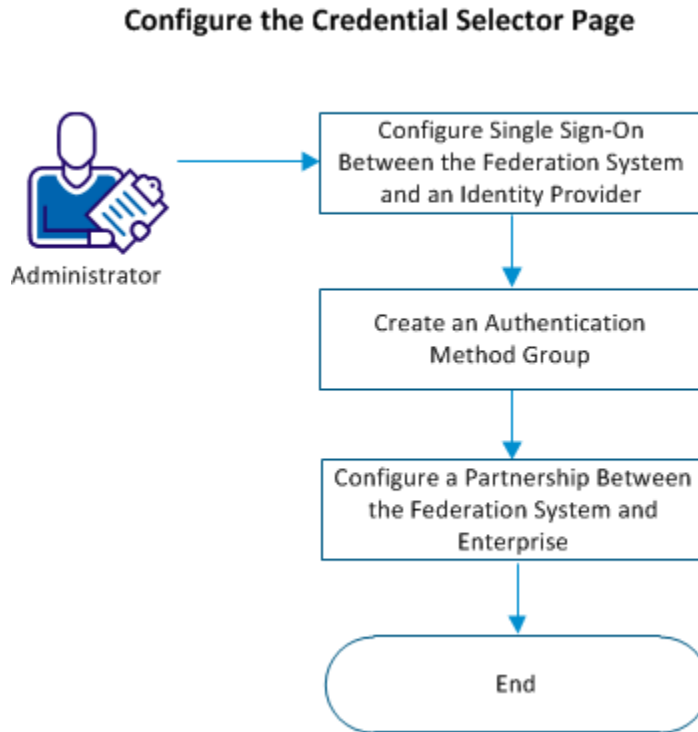 Configure the Credential Selector Page
Configure Single Sign-On
Between the Federation System
and an Identity Provider
Administrator
Create an Authentication
Method Group
Configure a Partnership Between
the Federation System and
Enterprise
End